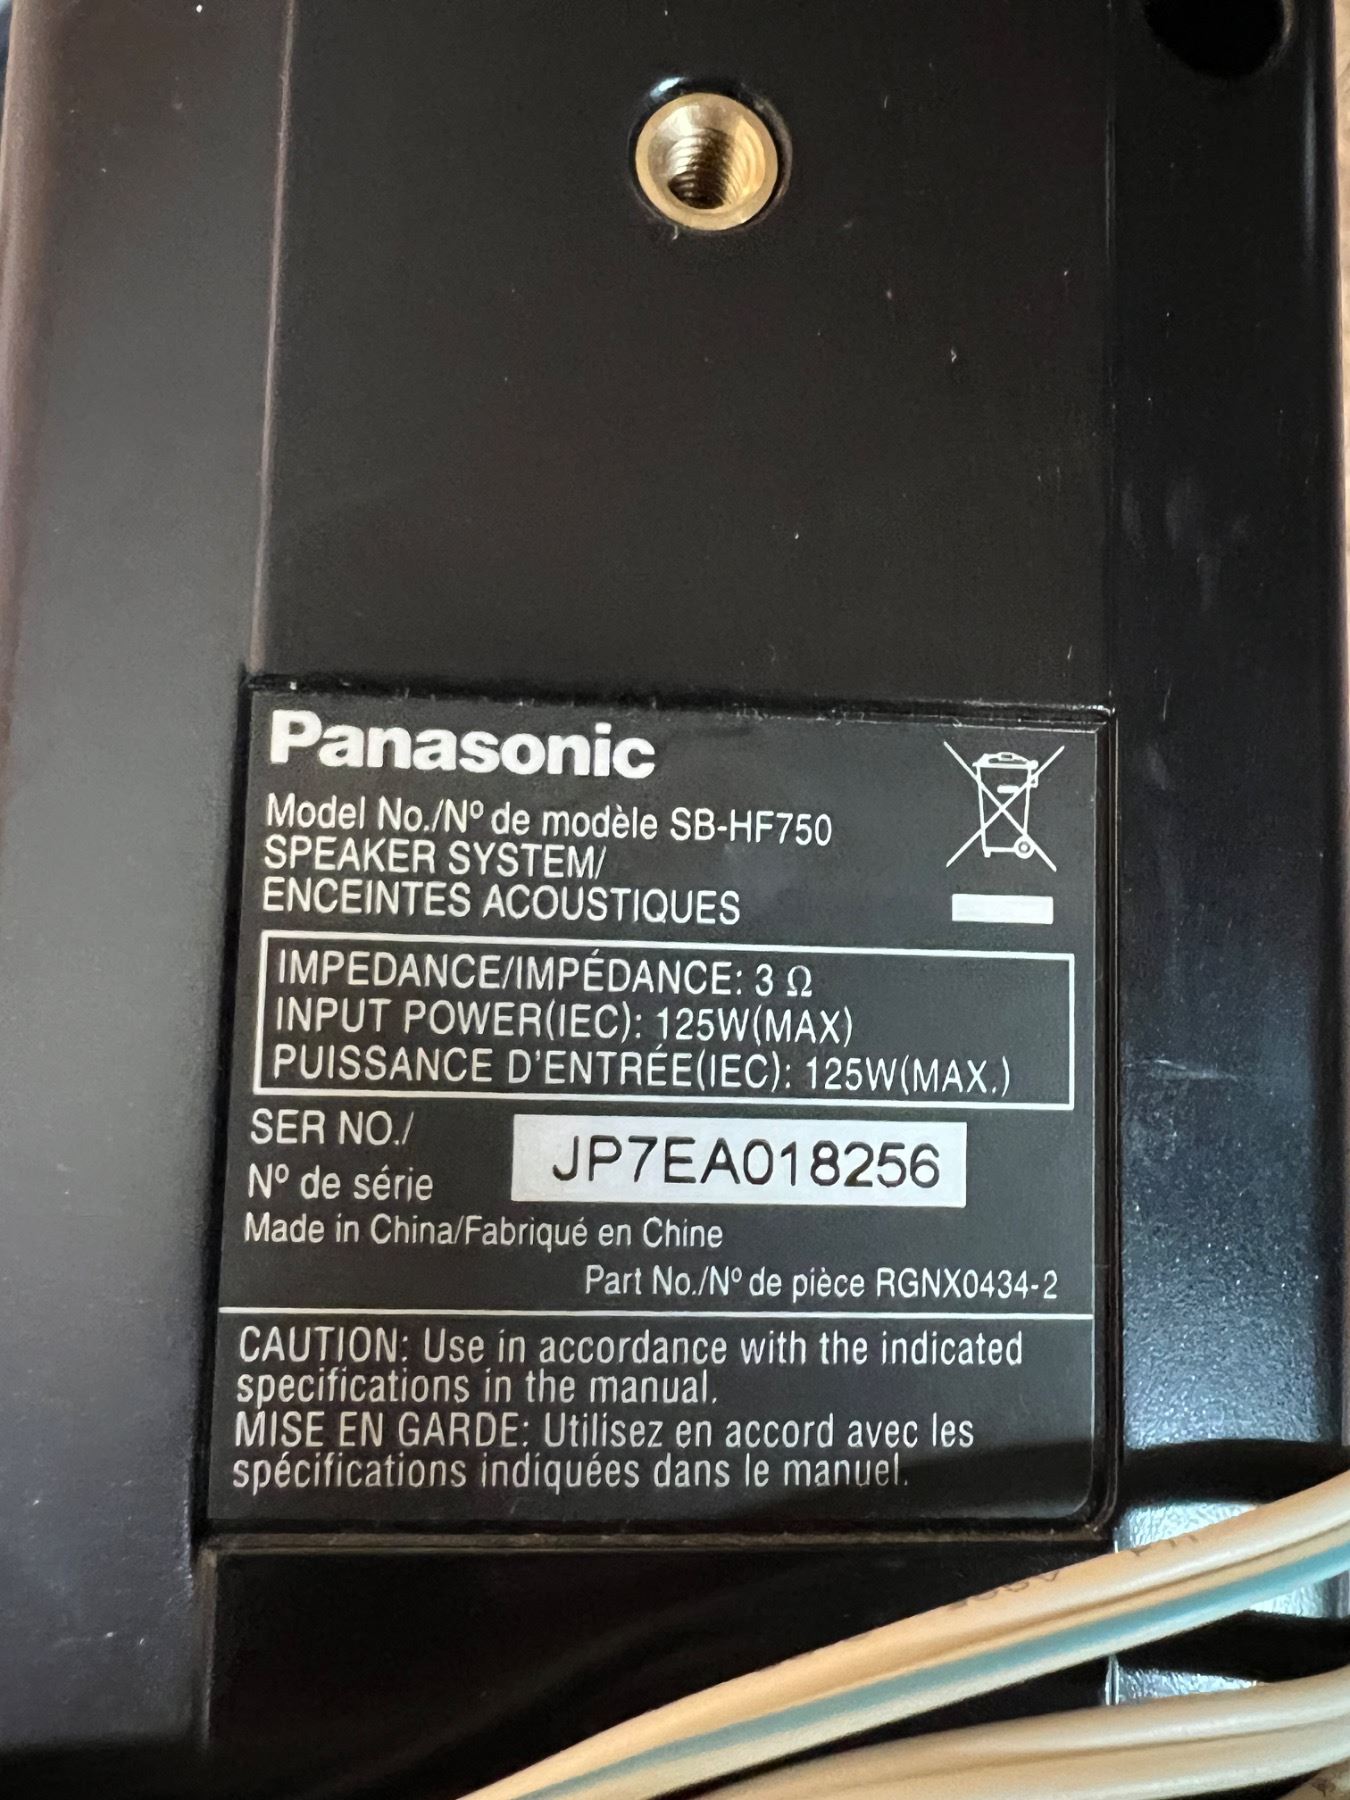 Panasonic
Model No./Nº de modèle SB-HF750
SPEAKER SYSTEM/
ENCEINTES ACOUSTIQUES
IMPEDANCE/IMPÉDANCE: 3 Ω
INPUT POWER(IEC): 125W(MAX)
PUISSANCE D'ENTRÉE(IEC): 125W(MAX.)
SER NO./
Nº de série
JP7EA018256
Made in China/Fabriqué en Chine
Part No./Nº de pièce RGNX0434-2
CAUTION: Use in accordance with the indicated
specifications in the manual.
MISE EN GARDE: Utilisez en accord avec les
spécifications indiquées dans le manuel.